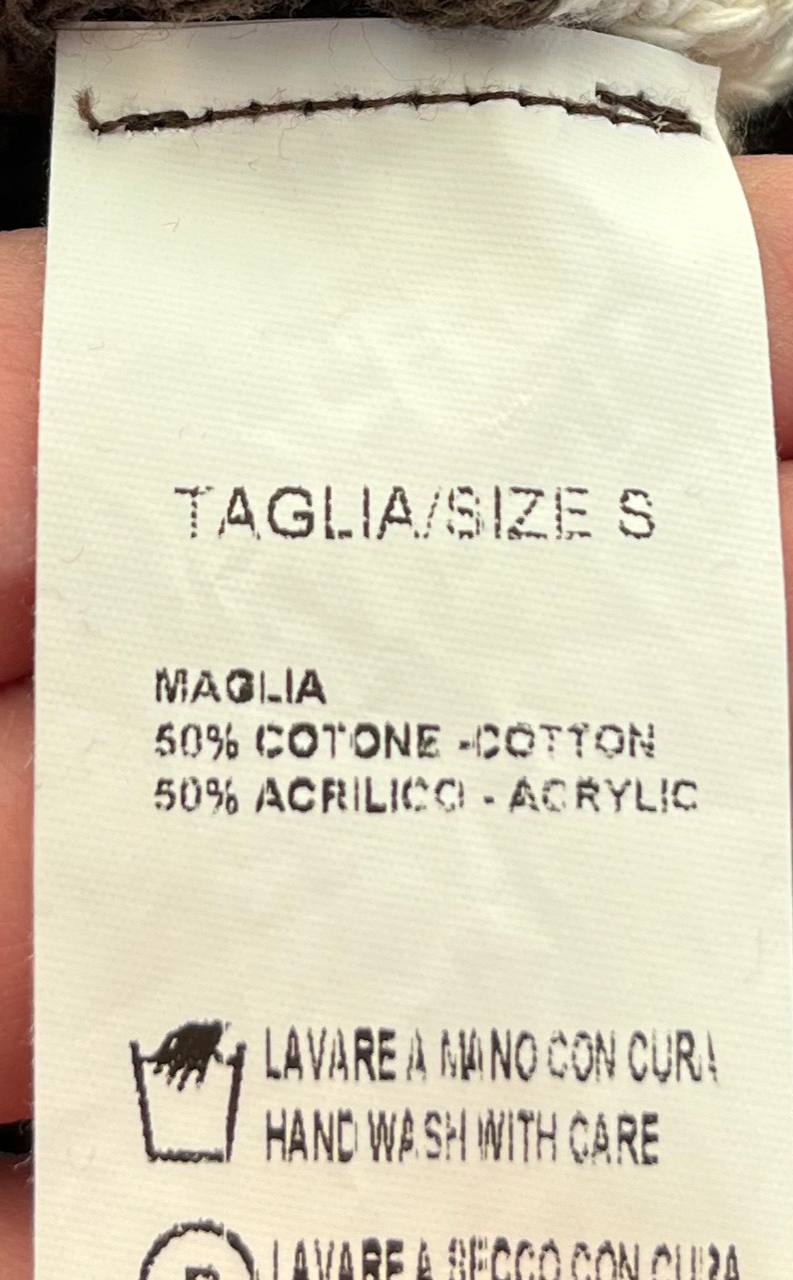 TAGLIA/SIZE S
MAGLIA
50% COTONE -COTTON
50% ACRILICO - ACRYLIC
LAVARE A MANO CON CURA
HAND WASH WITH CARE
P LAVARE A SECCO CON CURA